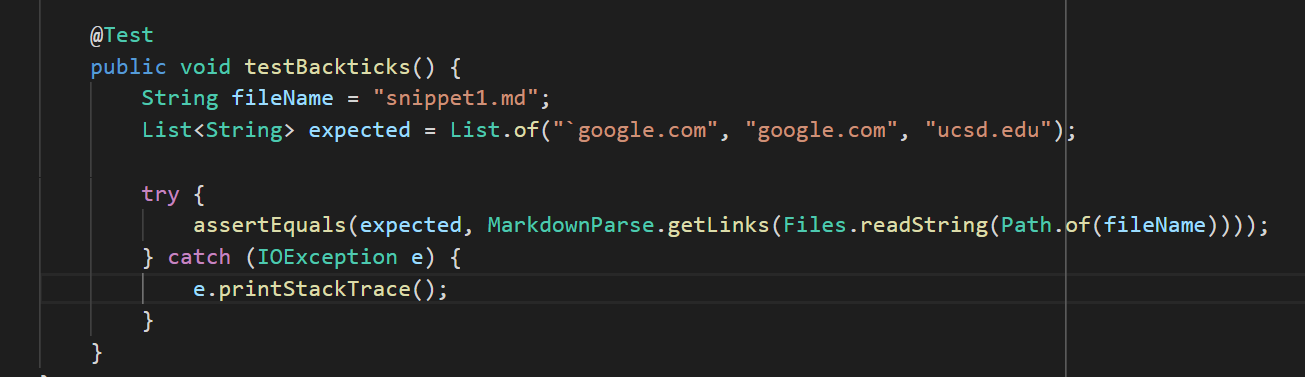 @Test
public void testBackticks() {
String fileName = "snippet1.md";
List<String> expected = List.of("`google.com", "google.com", "ucsd.edu");
try {
assertEquals(expected, MarkdownParse.getLinks(Files.readString(Path.of(fileName))));
} catch (IOException e) {
e.printStackTrace();
}
}